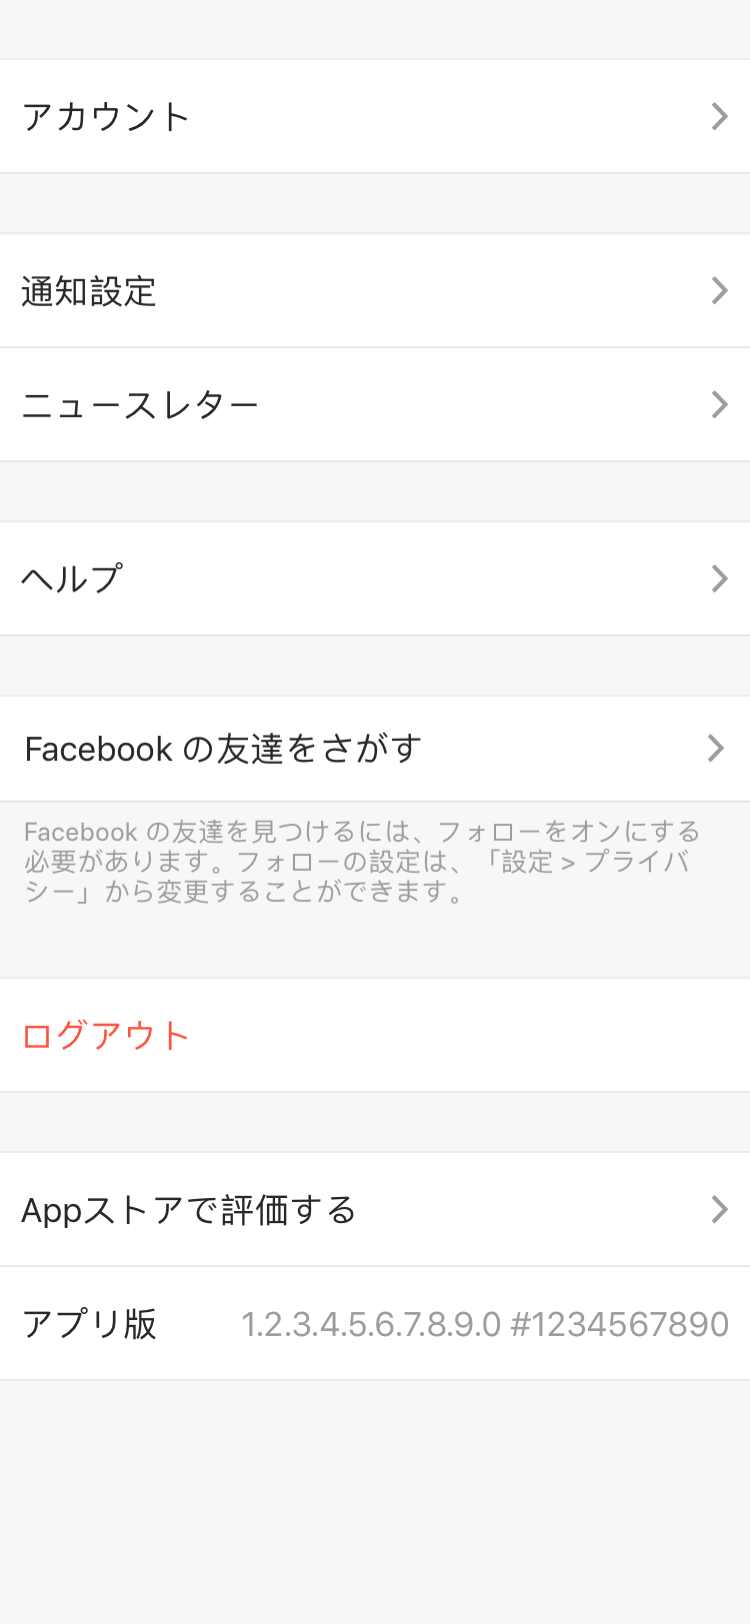 アカウント
通知設定
ニュースレター
ヘルプ
Facebook の友達をさがす
Facebook の友達を見つけるには、フォローをオンにする
必要があります。フォローの設定は、「設定 > プライバ
シー」から変更することができます。
ログアウト
Appストアで評価する
アプリ版 1.2.3.4.5.6.7.8.9.0 #1234567890